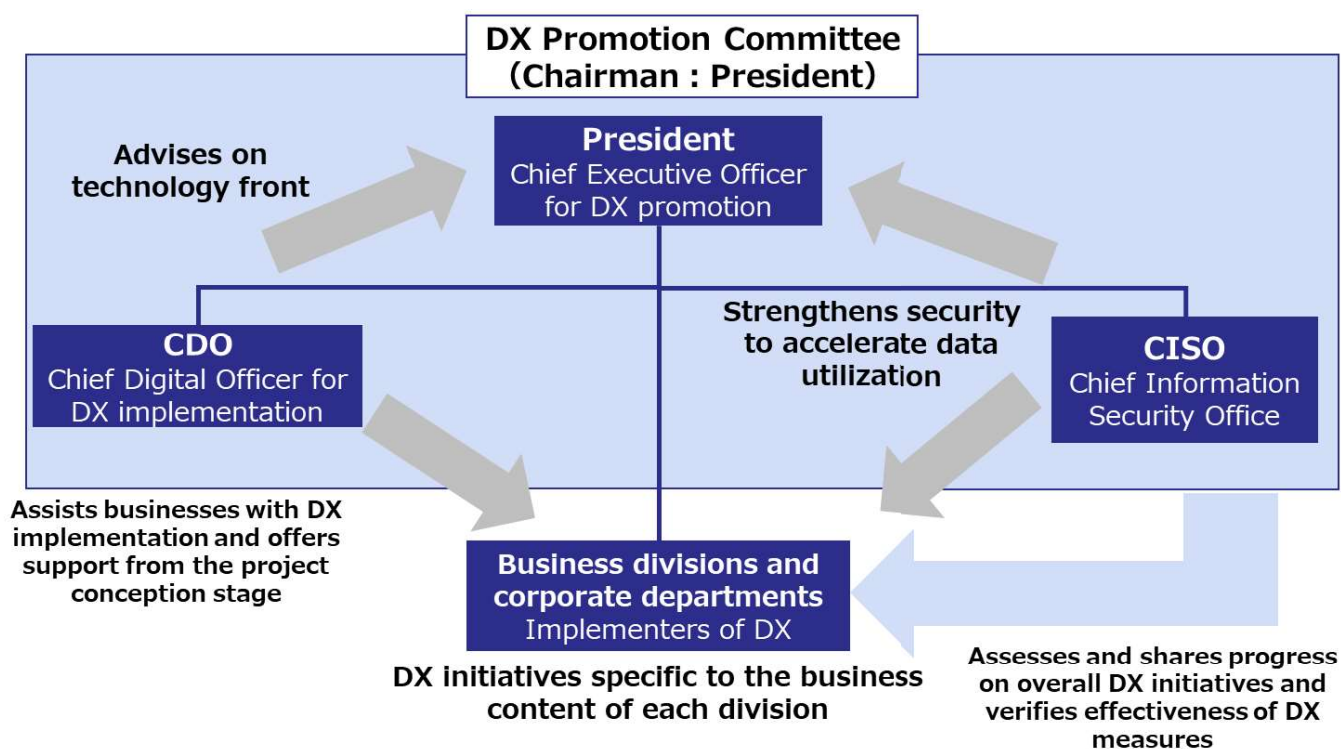 DX Promotion Committee
（Chairman：President）
Advises on
technology front
President
Chief Executive Officer
for DX promotion
CDO
Chief Digital Officer for
DX implementation
Strengthens security
to accelerate data
utilization
CISO
Chief Information
Security Office
Assists businesses with DX
implementation and offers
support from the project
conception stage
Business divisions and
corporate departments
Implementers of DX
DX initiatives specific to the business
content of each division
Assesses and shares progress
on overall DX initiatives and
verifies effectiveness of DX
measures